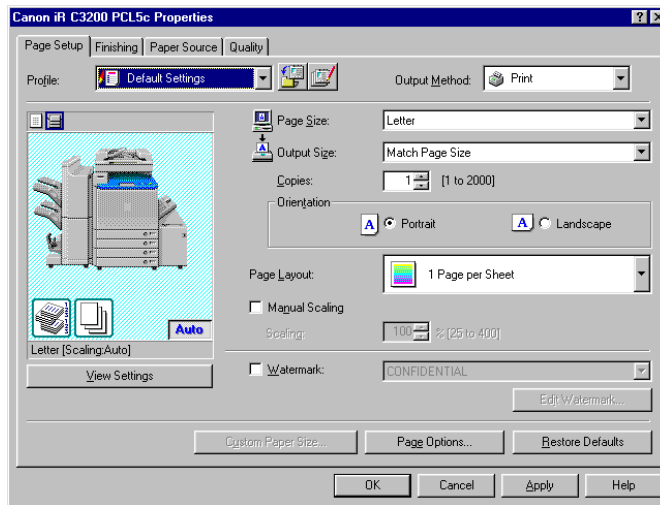 Canon iR C3200 PCL5c Properties
Page Setup Finishing Paper Source Quality
Profile: Default Settings Output Method: Print
Page Size: Letter
Output Size: Match Page Size
Copies: 1 [1 to 2000]
Orientation
A Portrait A Landscape
Page Layout: 1 Page per Sheet
Manual Scaling
Scaling: 100 % [25 to 400]
Auto
Letter [Scaling:Auto]
View Settings
Watermark: CONFIDENTIAL
Edit Watermark...
Custom Paper Size... Page Options... Restore Defaults
OK Cancel Apply Help